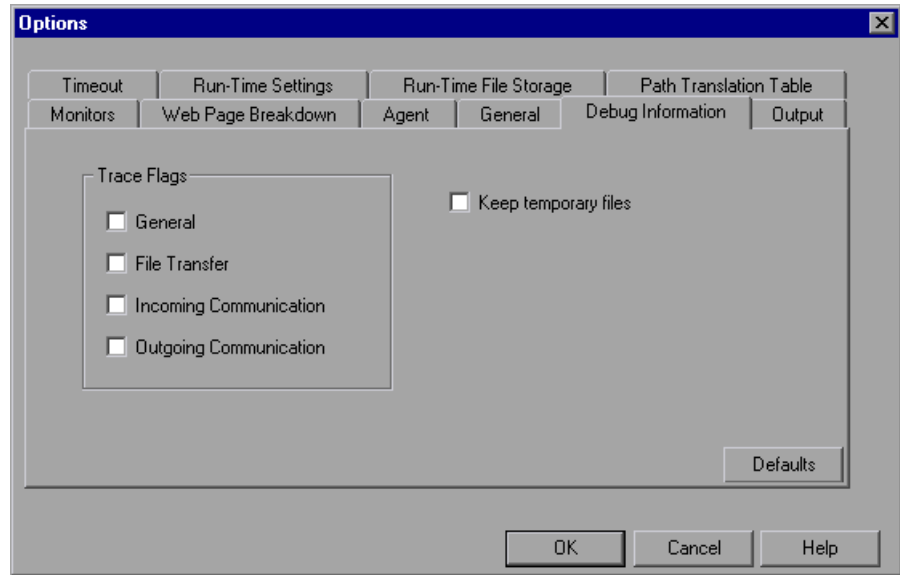 Options
Timeout Run-Time Settings Run-Time File Storage Path Translation Table
Monitors Web Page Breakdown Agent General Debug Information Output
Trace Flags
Keep temporary files
General
File Transfer
Incoming Communication
Outgoing Communication
Defaults
OK Cancel Help